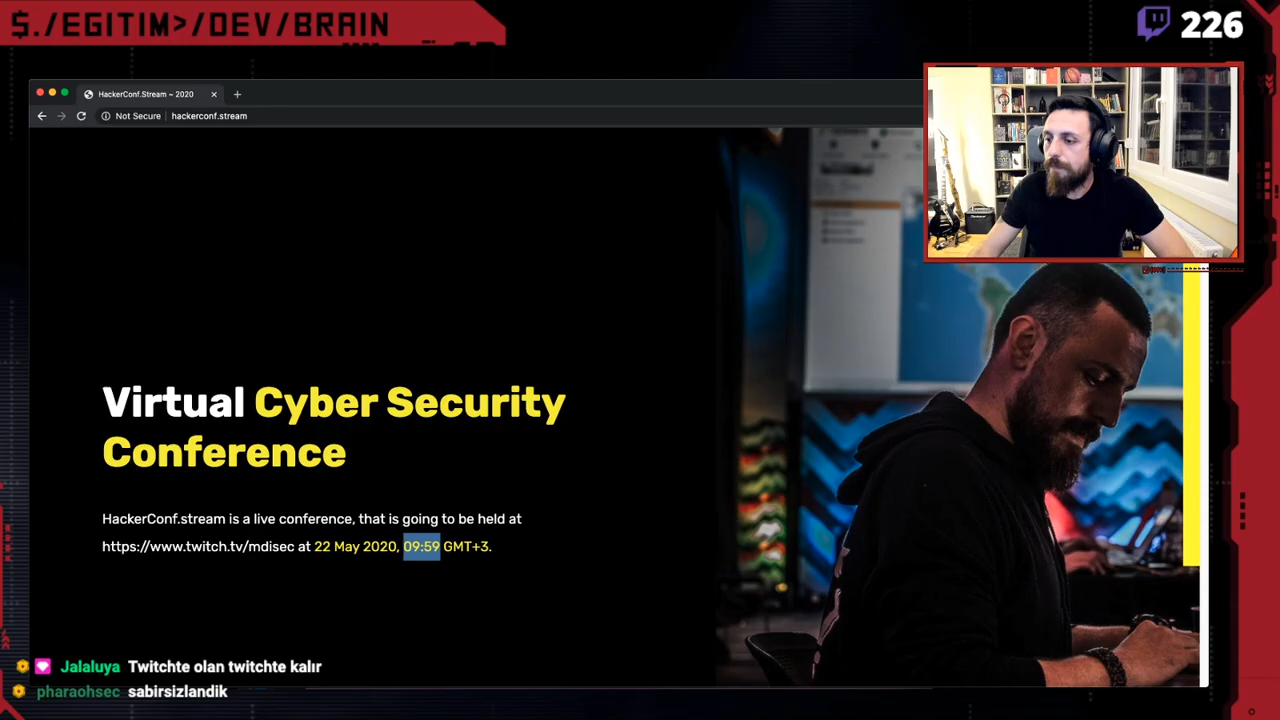 $./EGITIM>/DEV/BRAIN
226
HackerConf.Stream ~ 2020
Not Secure
hackerconf.stream
Virtual Cyber Security
Conference
HackerConf.stream is a live conference, that is going to be held at
https://www.twitch.tv/mdisec at 22 May 2020, 09:59 GMT+3.
Jalaluya Twitchte olan twitchte kalır
pharaohsec sabirsizlandik